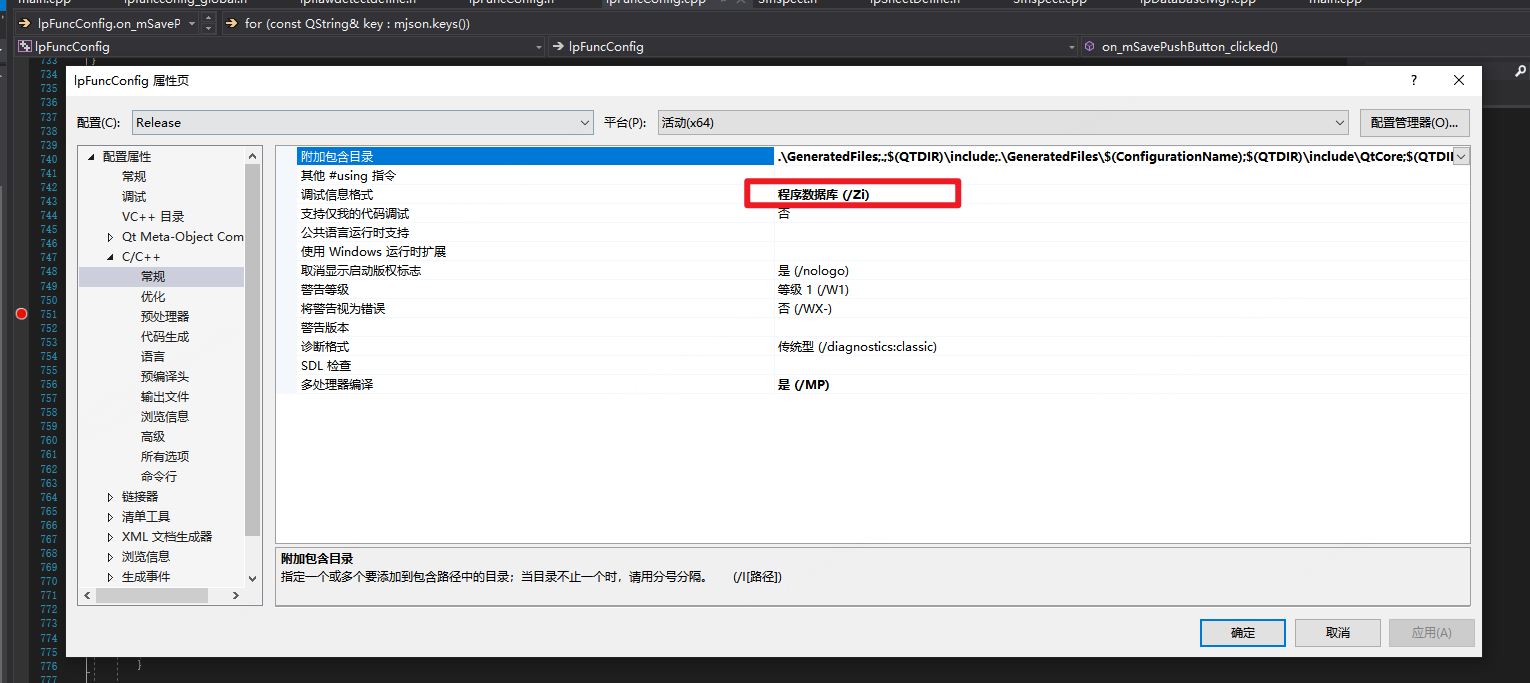 main.cpp lpfuncconfig_global.h lpflawdetectdefine.h lpFuncConfig.h lpFuncConfig.cpp Smspect.h lpSheetDefine.h Smspect.cpp lpDataBaseMgr.cpp main.cpp
lpFuncConfig.on_mSaveP for (const QString& key : mjson.keys())
lpFuncConfig lpFuncConfig on_mSavePushButton_clicked()
733
734
735
736
737
738
739
740
741
742
743
744
745
746
747
748
749
750
751
752
753
754
755
756
757
758
759
760
761
762
763
764
765
766
767
768
769
770
771
772
773
774
775
776 }
777
lpFuncConfig 属性页 ?
配置(C): Release 平台(P): 活动(x64) 配置管理器(O)...
配置属性
常规
调试
VC++ 目录
Qt Meta-Object Com
C/C++
常规
优化
预处理器
代码生成
语言
预编译头
输出文件
浏览信息
高级
所有选项
命令行
链接器
清单工具
XML 文档生成器
浏览信息
生成事件
附加包含目录 .\GeneratedFiles;.;$(QTDIR)\include;.\GeneratedFiles\$(ConfigurationName);$(QTDIR)\include\QtCore;$(QTDI
其他 #using 指令
调试信息格式 程序数据库 (/Zi)
支持仅我的代码调试 否
公共语言运行时支持
使用 Windows 运行时扩展
取消显示启动版权标志 是 (/nologo)
警告等级 等级 1 (/W1)
将警告视为错误 否 (/WX-)
警告版本
诊断格式 传统型 (/diagnostics:classic)
SDL 检查
多处理器编译 是 (/MP)
附加包含目录
指定一个或多个要添加到包含路径中的目录；当目录不止一个时，请用分号分隔。 (/I[路径])
确定 取消 应用(A)